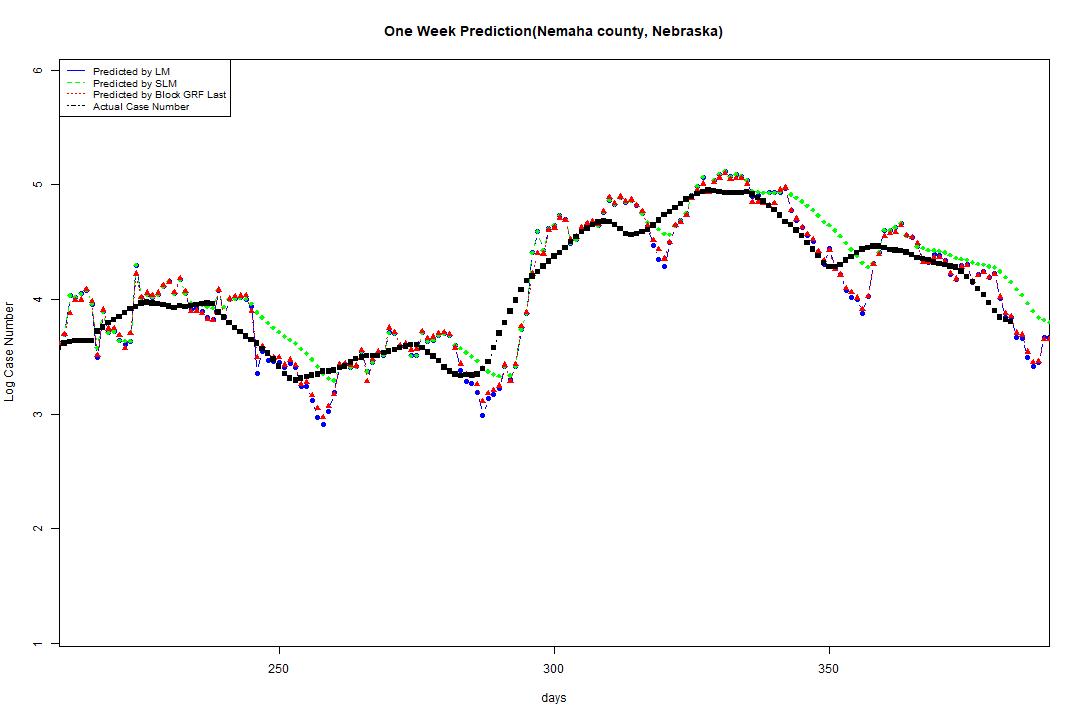 One Week Prediction(Nemaha county, Nebraska)
Predicted by LM
Predicted by SLM
Predicted by Block GRF Last
Actual Case Number
6
5
4
3
2
1
Log Case Number
250
300
350
days